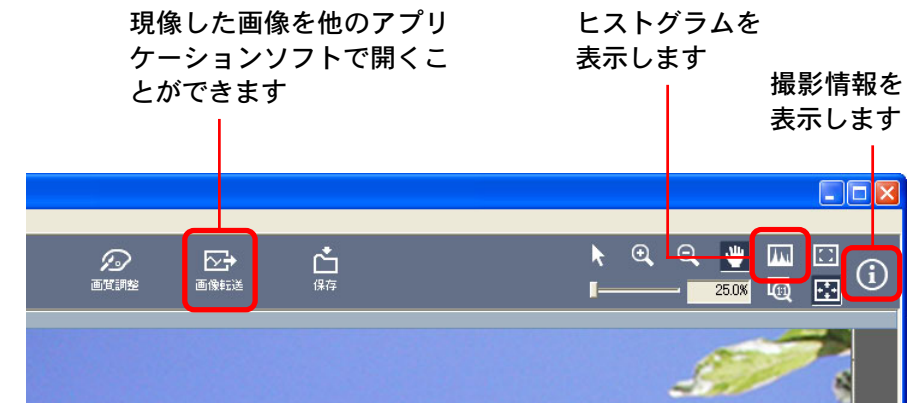 現像した画像を他のアプリ
ケーションソフトで開くこ
とができます
ヒストグラムを
表示します
撮影情報を
表示します
画質調整
画像転送
保存
25.0%
1:1